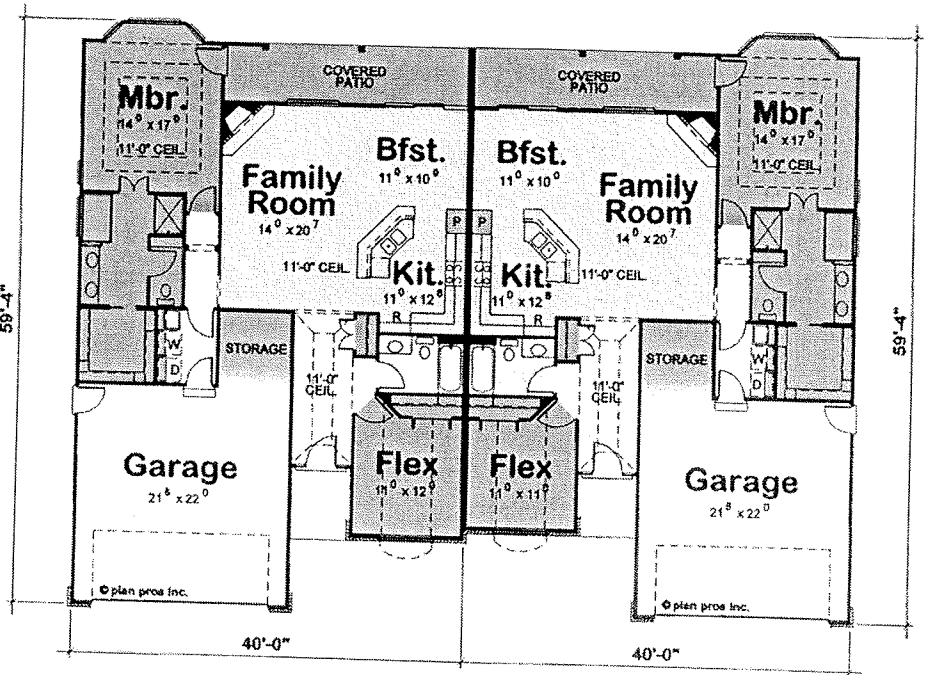 COVERED
PATIO
COVERED
PATIO
Mbr.
14⁰ x 17⁰
11'-0" CEIL.
Mbr.
14⁰ x 17⁰
11'-0" CEIL.
Bfst.
11⁰ x 10⁰
Bfst.
11⁰ x 10⁰
Family
Room
14⁰ x 20⁷
Family
Room
14⁰ x 20⁷
P
P
11'-0" CEIL.
Kit.
11⁰ x 12⁸
R
Kit.
11⁰ x 12⁸
R
11'-0" CEIL.
59'-4"
59'-4"
STORAGE
STORAGE
W
D
W
D
11'-0"
CEIL.
11'-0"
CEIL.
Garage
21⁸ x 22⁰
Flex
11⁰ x 12⁰
Flex
11⁰ x 11⁰
Garage
21⁸ x 22⁰
© plan pros inc.
© plan pros inc.
40'-0"
40'-0"